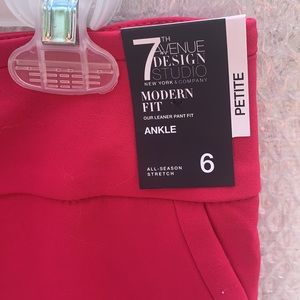 7TH
AVENUE
DESIGN
STUDIO
NEW YORK & COMPANY
MODERN
FIT
OUR LEANER PANT FIT
ANKLE
ALL-SEASON
STRETCH
6
PETITE